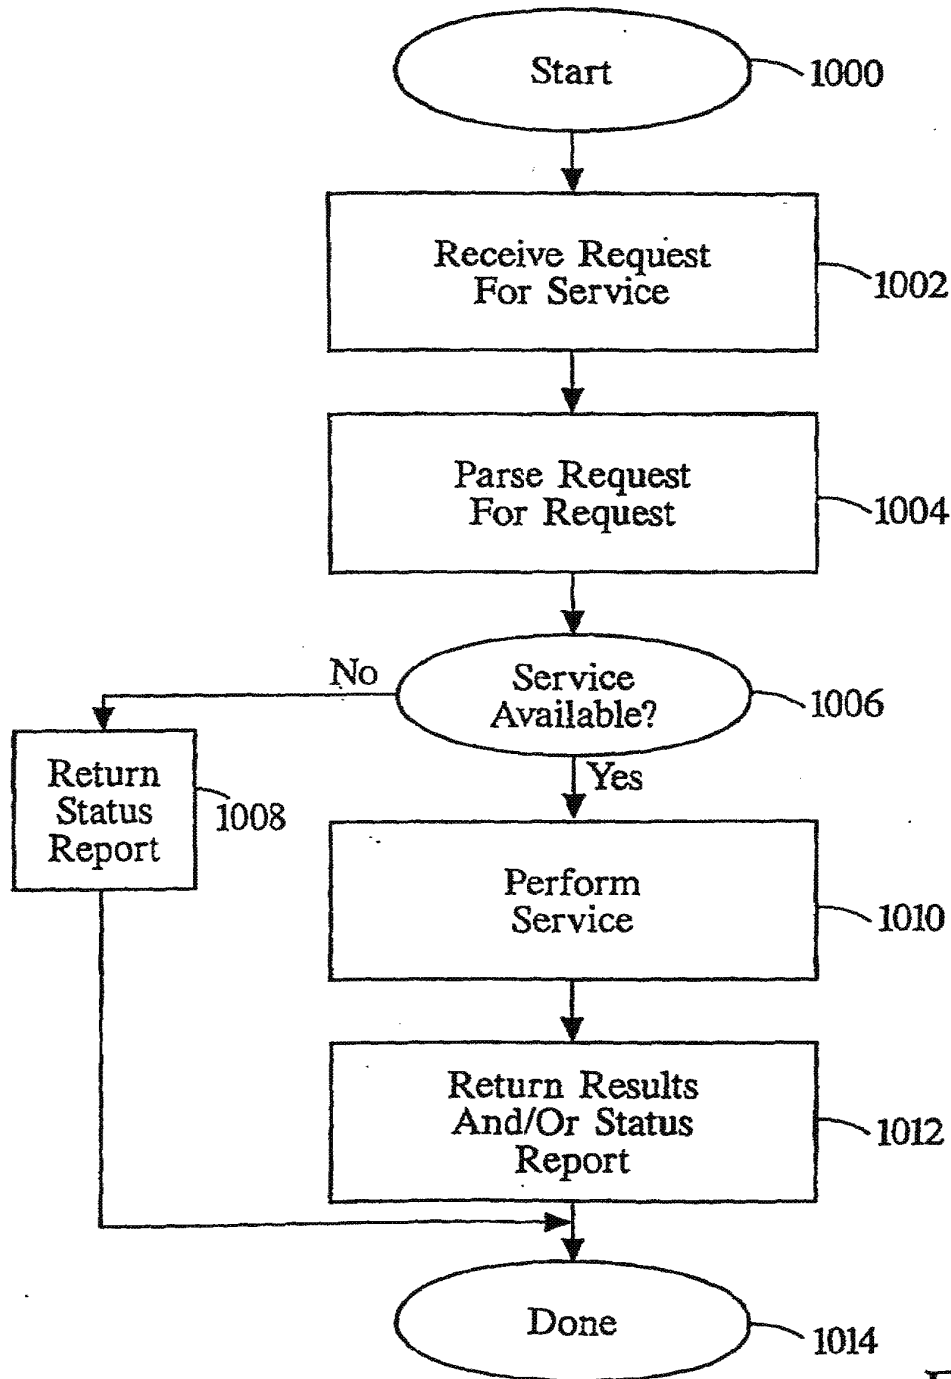 Start
1000
Receive Request
For Service
1002
Parse Request
For Request
1004
No
Service
Available?
1006
Yes
Return
Status
Report
1008
Perform
Service
1010
Return Results
And/Or Status
Report
1012
Done
1014